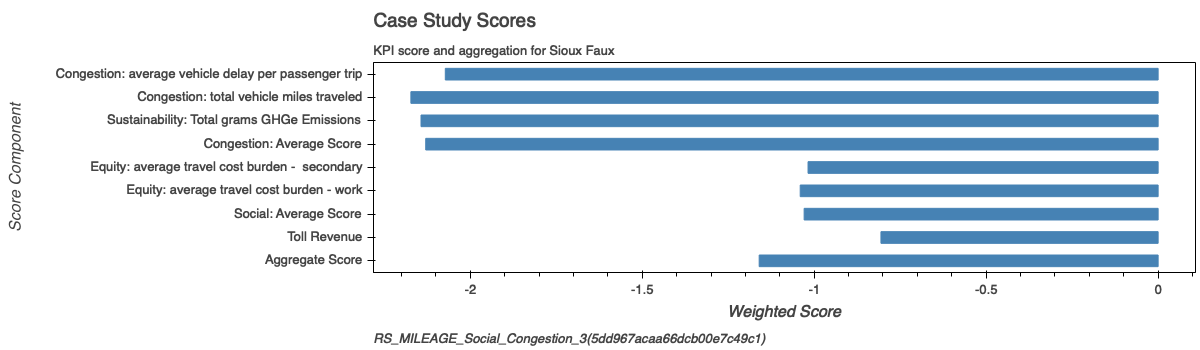 Case Study Scores
KPI score and aggregation for Sioux Faux
Score Component
Congestion: average vehicle delay per passenger trip
Congestion: total vehicle miles traveled
Sustainability: Total grams GHGe Emissions
Congestion: Average Score
Equity: average travel cost burden -  secondary
Equity: average travel cost burden - work
Social: Average Score
Toll Revenue
Aggregate Score
-2 -1.5 -1 -0.5 0
Weighted Score
RS_MILEAGE_Social_Congestion_3(5dd967acaa66dcb00e7c49c1)